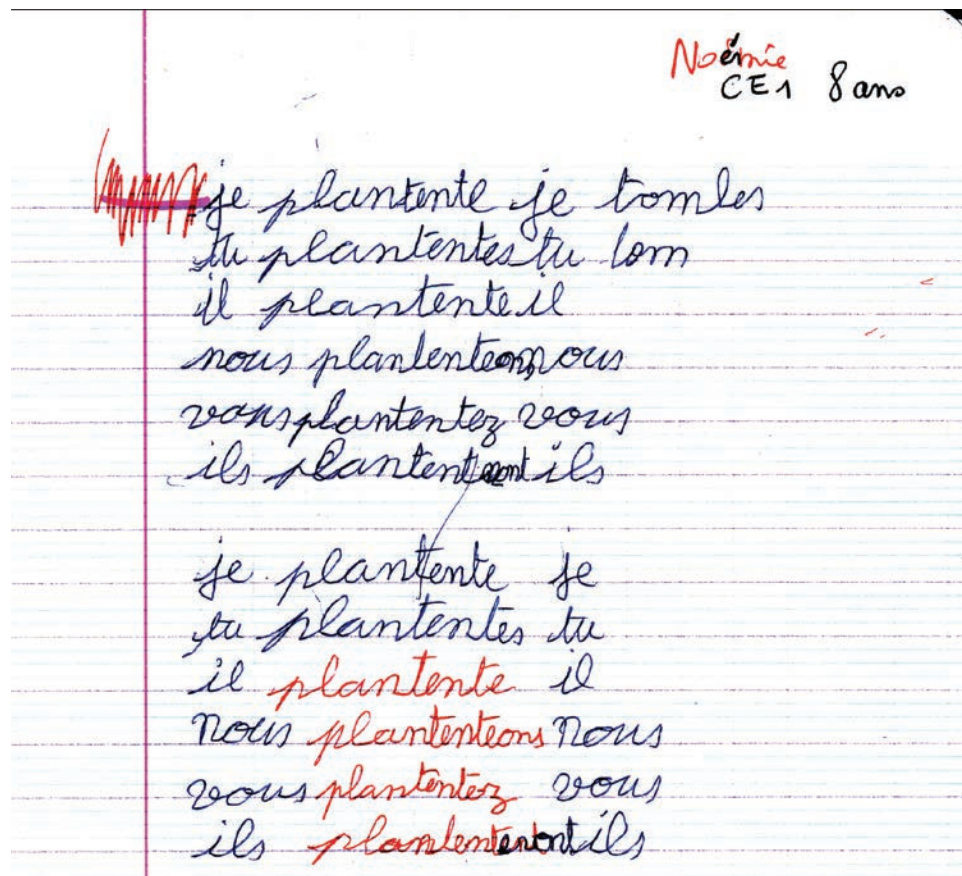 Noémie
CE1 8 ans
je plantente je tombes
tu plantentes tu tom
il plantente il
nous plantenteons nous
vous plantentez vous
ils plantentent ils
je plantente je
tu plantentes tu
il plantente il
nous plantenteons nous
vous plantentez vous
ils ils